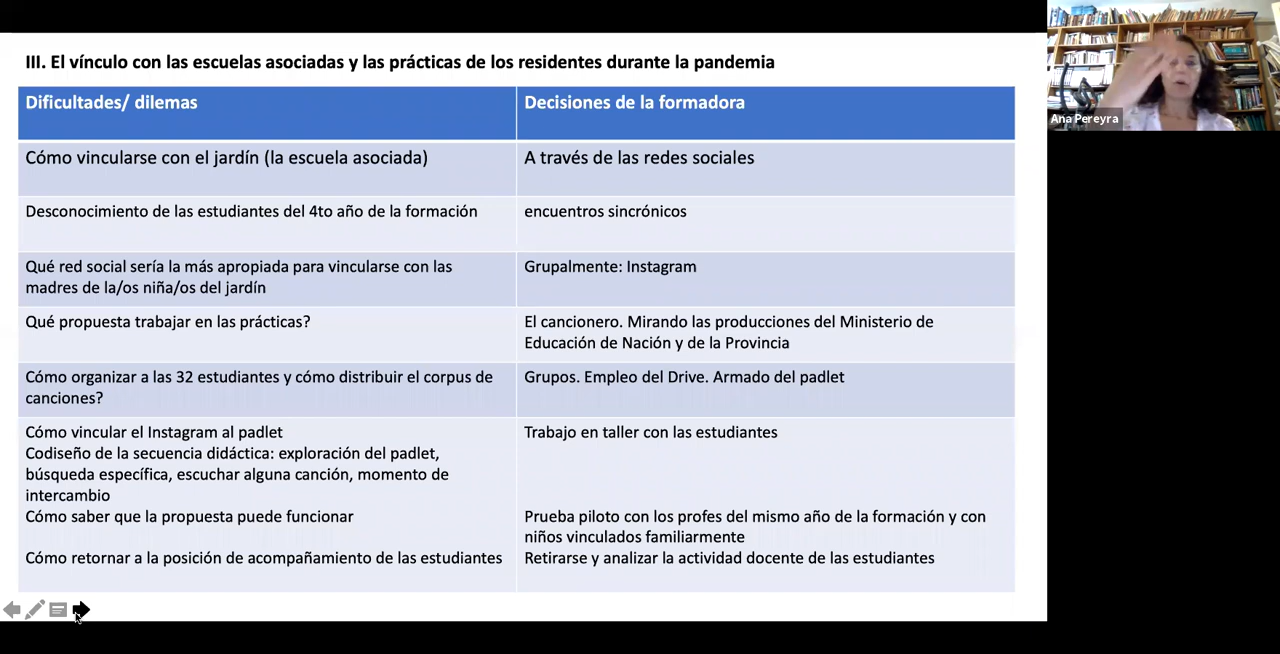 III. El vínculo con las escuelas asociadas y las prácticas de los residentes durante la pandemia
Dificultades/ dilemas
Decisiones de la formadora
Cómo vincularse con el jardín (la escuela asociada)
A través de las redes sociales
Desconocimiento de las estudiantes del 4to año de la formación
encuentros sincrónicos
Qué red social sería la más apropiada para vincularse con las
madres de la/os niña/os del jardín
Grupalmente: Instagram
Qué propuesta trabajar en las prácticas?
El cancionero. Mirando las producciones del Ministerio de
Educación de Nación y de la Provincia
Cómo organizar a las 32 estudiantes y cómo distribuir el corpus de
canciones?
Grupos. Empleo del Drive. Armado del padlet
Cómo vincular el Instagram al padlet
Codiseño de la secuencia didáctica: exploración del padlet,
búsqueda específica, escuchar alguna canción, momento de
intercambio
Trabajo en taller con las estudiantes
Cómo saber que la propuesta puede funcionar
Prueba piloto con los profes del mismo año de la formación y con
niños vinculados familiarmente
Cómo retornar a la posición de acompañamiento de las estudiantes
Retirarse y analizar la actividad docente de las estudiantes
Ana Pereyra